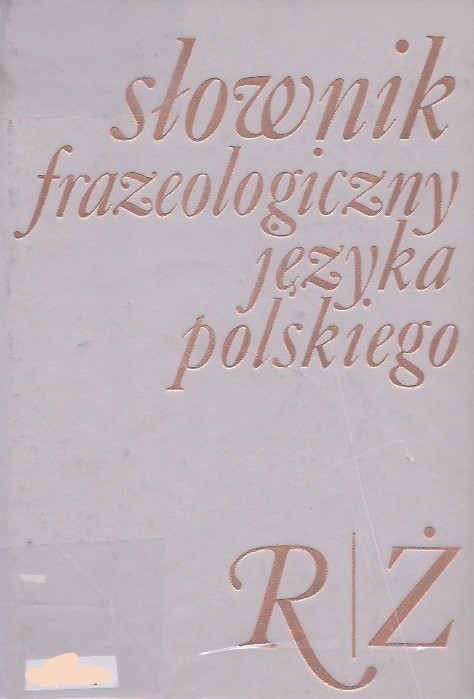 słownik
frazeologiczny
języka
polskiego
R|Ż